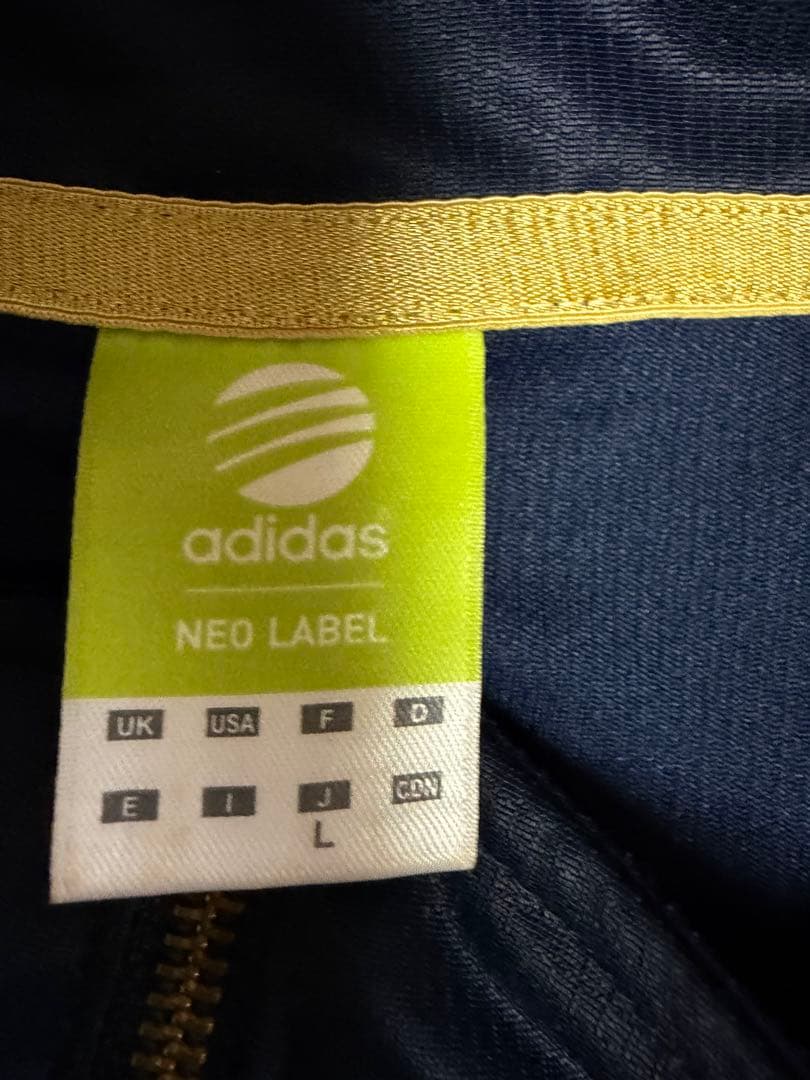 adidas
NEO LABEL
UK USA F D
E I J CDN
L